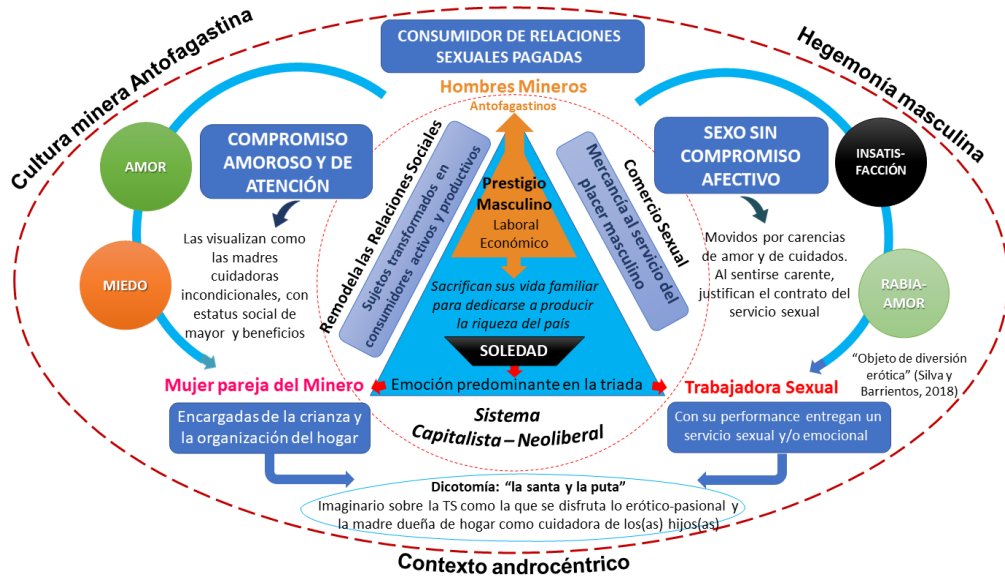 CONSUMIDOR DE RELACIONES
SEXUALES PAGADAS
Hombres Mineros
Antofagastinos
Cultura minera Antofagastina
Hegemonía masculina
AMOR
MIEDO
COMPROMISO
AMOROSO Y DE
ATENCIÓN
Las visualizan como
las madres
cuidadoras
incondicionales, con
estatus social de
mayor y beneficios
Remodela las Relaciones Sociales
Sujetos transformados en
consumidores activos y productivos
Prestigio
Masculino
Laboral
Económico
Sacrifican sus vida familiar
para dedicarse a producir
la riqueza del país
SOLEDAD
Emoción predominante en la triada
Comercio Sexual
Mercancía al servicio del
placer masculino
SEXO SIN
COMPROMISO
AFECTIVO
Movidos por carencias
de amor y de cuidados.
Al sentirse carente,
justifican el contrato del
servicio sexual
INSATIS-
FACCIÓN
RABIA-
AMOR
"Objeto de diversión
erótica" (Silva y
Barrientos, 2018)
Mujer pareja del Minero
Encargadas de la crianza y
la organización del hogar
Sistema
Capitalista – Neoliberal
Trabajadora Sexual
Con su performance entregan un
servicio sexual y/o emocional
Dicotomía: "la santa y la puta"
Imaginario sobre la TS como la que se disfruta lo erótico-pasional y
la madre dueña de hogar como cuidadora de los(as) hijos(as)
Contexto androcéntrico